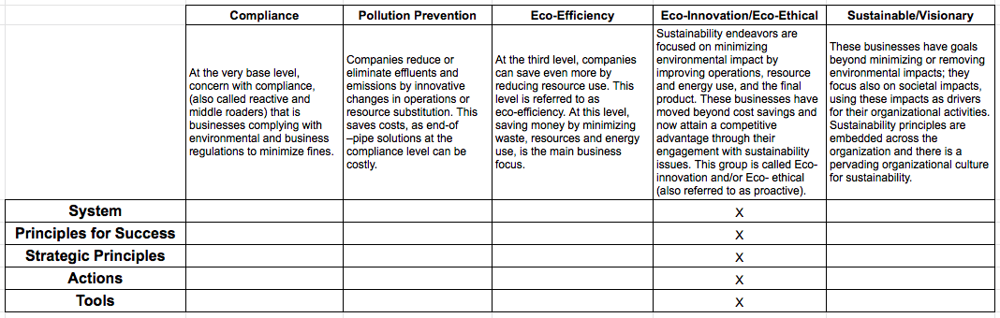 Compliance Pollution Prevention Eco-Efficiency Eco-Innovation/Eco-Ethical Sustainable/Visionary
At the very base level,
concern with compliance,
(also called reactive and
middle roaders) that is
businesses complying with
environmental and business
regulations to minimize fines.
Companies reduce or
eliminate effluents and
emissions by innovative
changes in operations or
resource substitution. This
saves costs, as end-of
–pipe solutions at the
compliance level can be
costly.
At the third level, companies
can save even more by
reducing resource use. This
level is referred to as
eco-efficiency. At this level,
saving money by minimizing
waste, resources and energy
use, is the main business
focus.
Sustainability endeavors are
focused on minimizing
environmental impact by
improving operations, resource
and energy use, and the final
product. These businesses have
moved beyond cost savings and
now attain a competitive
advantage through their
engagement with sustainability
issues. This group is called Eco-
innovation and/or Eco- ethical
(also referred to as proactive).
These businesses have goals
beyond minimizing or removing
environmental impacts; they
focus also on societal impacts,
using these impacts as drivers
for their organizational activities.
Sustainability principles are
embedded across the
organization and there is a
pervading organizational culture
for sustainability.
System X
Principles for Success X
Strategic Principles X
Actions X
Tools X